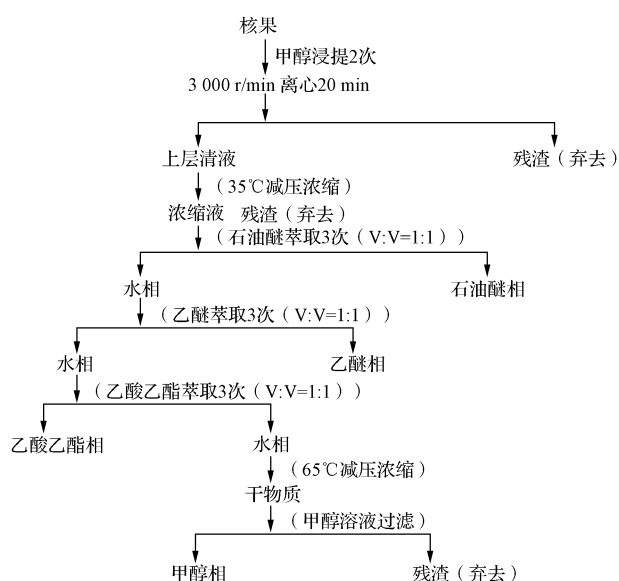 核果
甲醇浸提2次
3 000 r/min 离心20 min
上层清液 残渣（弃去）
（35℃减压浓缩）
浓缩液 残渣（弃去）
（石油醚萃取3次（V:V=1:1））
水相 石油醚相
（乙醚萃取3次（V:V=1:1））
水相 乙醚相
（乙酸乙酯萃取3次（V:V=1:1））
乙酸乙酯相 水相
（65℃减压浓缩）
干物质
（甲醇溶液过滤）
甲醇相 残渣（弃去）